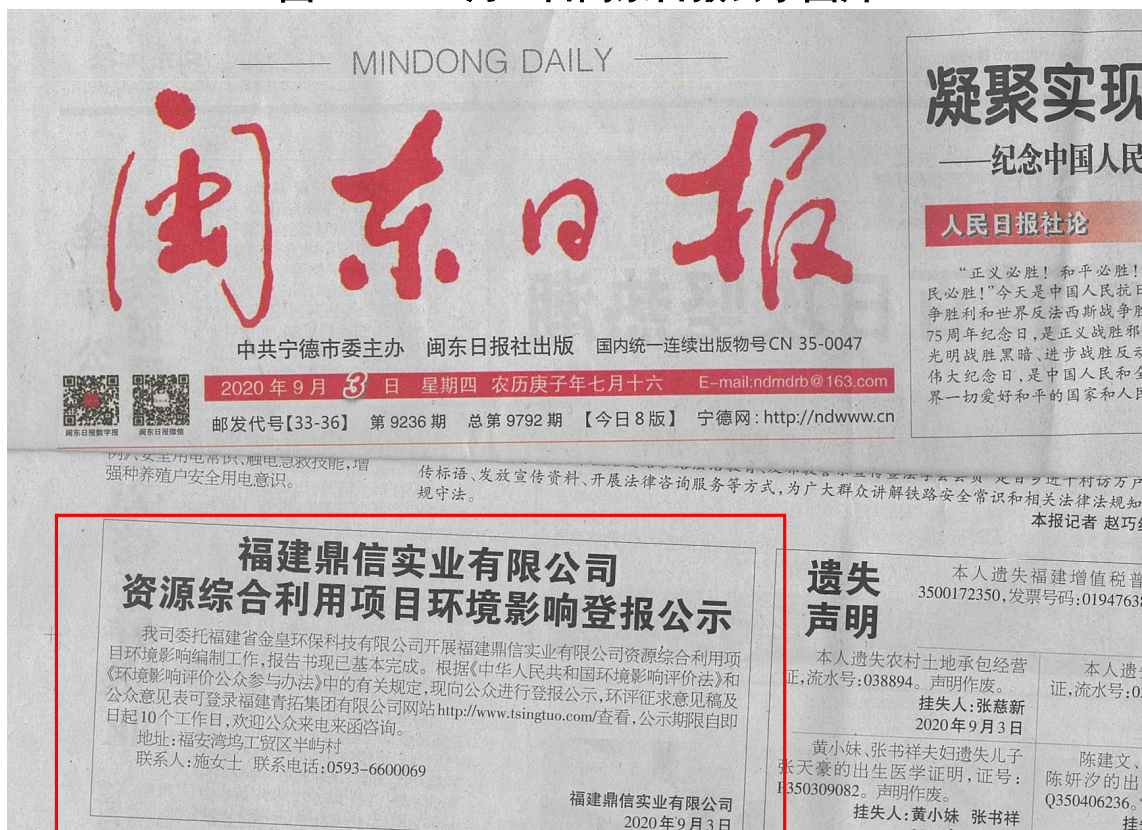 MINDONG DAILY
闽东日报
中共宁德市委主办 闽东日报社出版 国内统一连续出版物号CN 35-0047
2020年9月3日 星期四 农历庚子年七月十六 E-mail:ndmdrb@163.com
闽东日报数字报 闽东日报微信
邮发代号【33-36】 第9236期 总第9792期 【今日8版】 宁德网:http://ndwww.cn
凝聚实现
——纪念中国人民
人民日报社论
“正义必胜!和平必胜!
民必胜!”今天是中国人民抗日
争胜利和世界反法西斯战争胜
75周年纪念日,是正义战胜邪
光明战胜黑暗、进步战胜反动
伟大纪念日,是中国人民和全
界一切爱好和平的国家和人民
例、安全用电常识、触电急救技能,增
强种养殖户安全用电意识。
传标语、发放宣传资料、开展法律咨询服务等方式,为广大群众讲解铁路安全常识和相关法律法规知
规守法。
本报记者 赵巧
福建鼎信实业有限公司
资源综合利用项目环境影响登报公示
我司委托福建省金皇环保科技有限公司开展福建鼎信实业有限公司资源综合利用项
目环境影响编制工作,报告书现已基本完成。根据《中华人民共和国环境影响评价法》和
《环境影响评价公众参与办法》中的有关规定,现向公众进行登报公示,环评征求意见稿及
公众意见表可登录福建青拓集团有限公司网站http://www.tsingtuo.com/查看,公示期限自即
日起10个工作日,欢迎公众来电来函咨询。
地址:福安湾坞工贸区半屿村
联系人:施女士 联系电话:0593-6600069
福建鼎信实业有限公司
2020年9月3日
遗失
声明
本人遗失福建增值税普
3500172350,发票号码:0194763
本人遗失农村土地承包经营
证,流水号:038894。声明作废。
挂失人:张慈新
2020年9月3日
本人遗
证,流水号:0
黄小妹、张书祥夫妇遗失儿子
张天豪的出生医学证明,证号:
P350309082。声明作废。
挂失人:黄小妹 张书祥
陈建文、
陈妍汐的出
Q350406236。
挂